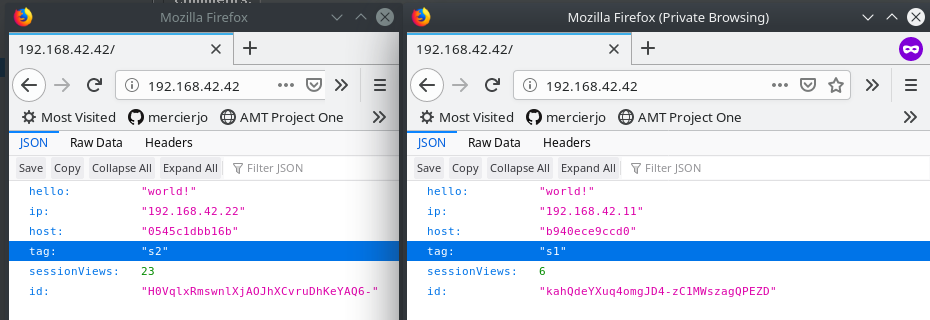 comments.
Mozilla Firefox
192.168.42.42/
192.168.42.42
Most Visited mercierjo AMT Project One
JSON Raw Data Headers
Save Copy Collapse All Expand All Filter JSON
hello: "world!"
ip: "192.168.42.22"
host: "0545c1dbb16b"
tag: "s2"
sessionViews: 23
id: "H0VqlxRmswnlXjAOJhXCvruDhKeYAQ6-"
Mozilla Firefox (Private Browsing)
192.168.42.42/
192.168.42.42
Most Visited mercierjo AMT Project One
JSON Raw Data Headers
Save Copy Collapse All Expand All Filter JSON
hello: "world!"
ip: "192.168.42.11"
host: "b940ece9ccd0"
tag: "s1"
sessionViews: 6
id: "kahQdeYXuq4omgJD4-zC1MWszagQPEZD"